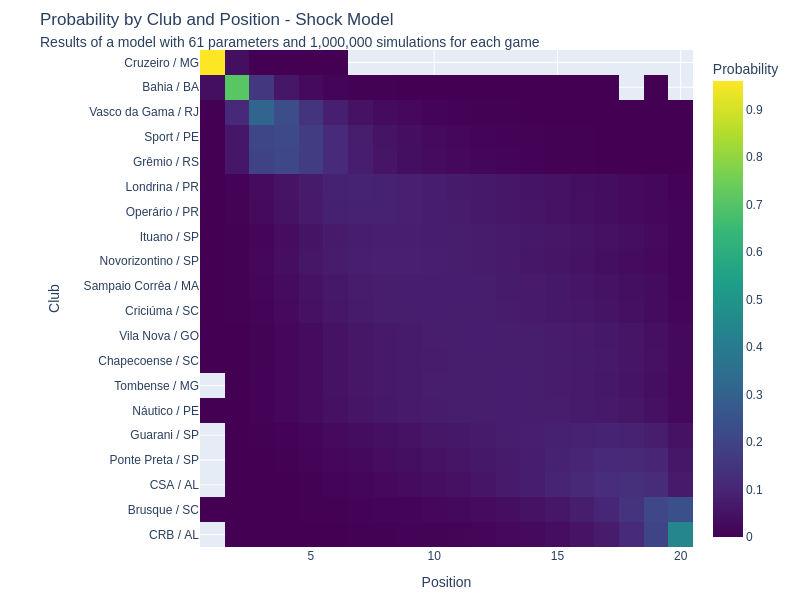 Probability by Club and Position - Shock Model
Results of a model with 61 parameters and 1,000,000 simulations for each game
Probability
Cruzeiro / MG
Bahia / BA
Vasco da Gama / RJ
Sport / PE
Grêmio / RS
Londrina / PR
Operário / PR
Ituano / SP
Novorizontino / SP
Sampaio Corrêa / MA
Criciúma / SC
Vila Nova / GO
Chapecoense / SC
Tombense / MG
Náutico / PE
Guarani / SP
Ponte Preta / SP
CSA / AL
Brusque / SC
CRB / AL
Club
5
10
15
20
Position
0.9
0.8
0.7
0.6
0.5
0.4
0.3
0.2
0.1
0